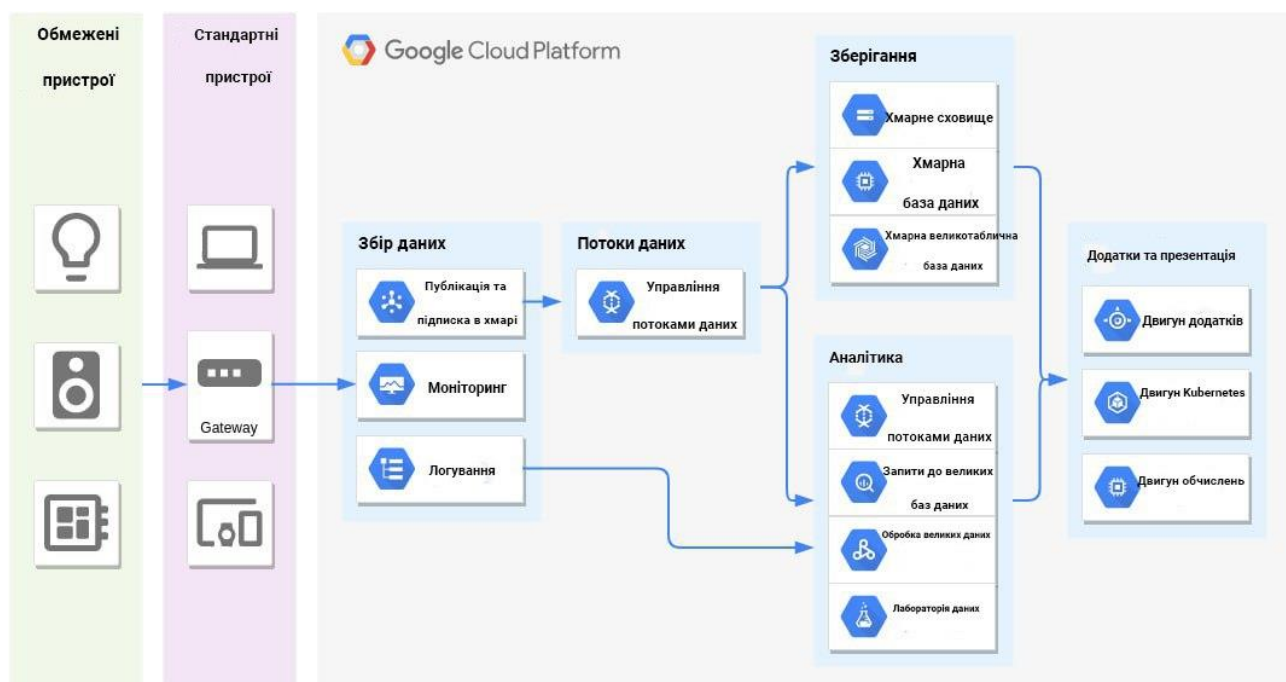 Обмежені
пристрої
Стандартні
пристрої
Gateway
Google Cloud Platform
Збір даних
Публікація та
підписка в хмарі
Моніторинг
Логування
Потоки даних
Управління
потоками даних
Зберігання
Хмарне сховище
Хмарна
база даних
Хмарна великотаблична
база даних
Аналітика
Управління
потоками даних
Запити до великих
баз даних
Обробка великих даних
Лабораторія даних
Додатки та презентація
Двигун додатків
Двигун Kubernetes
Двигун обчислень